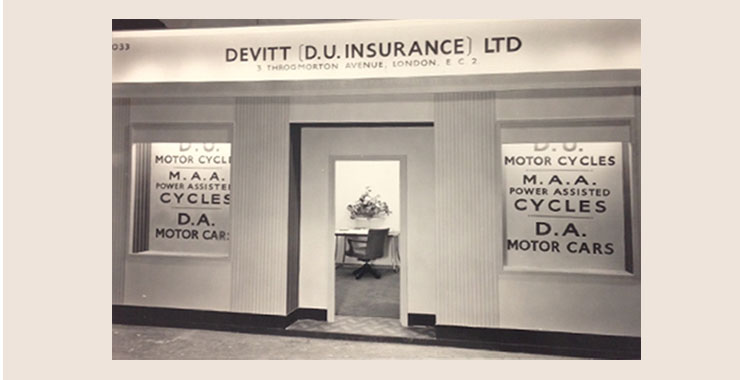 033
DEVITT (D.U. INSURANCE) LTD
3 THROGMORTON AVENUE, LONDON, E.C.2.
D.U.
MOTOR CYCLES
M.A.A.
POWER ASSISTED
CYCLES
D.A.
MOTOR CARS
D.U.
MOTOR CYCLES
M.A.A.
POWER ASSISTED
CYCLES
D.A.
MOTOR CARS